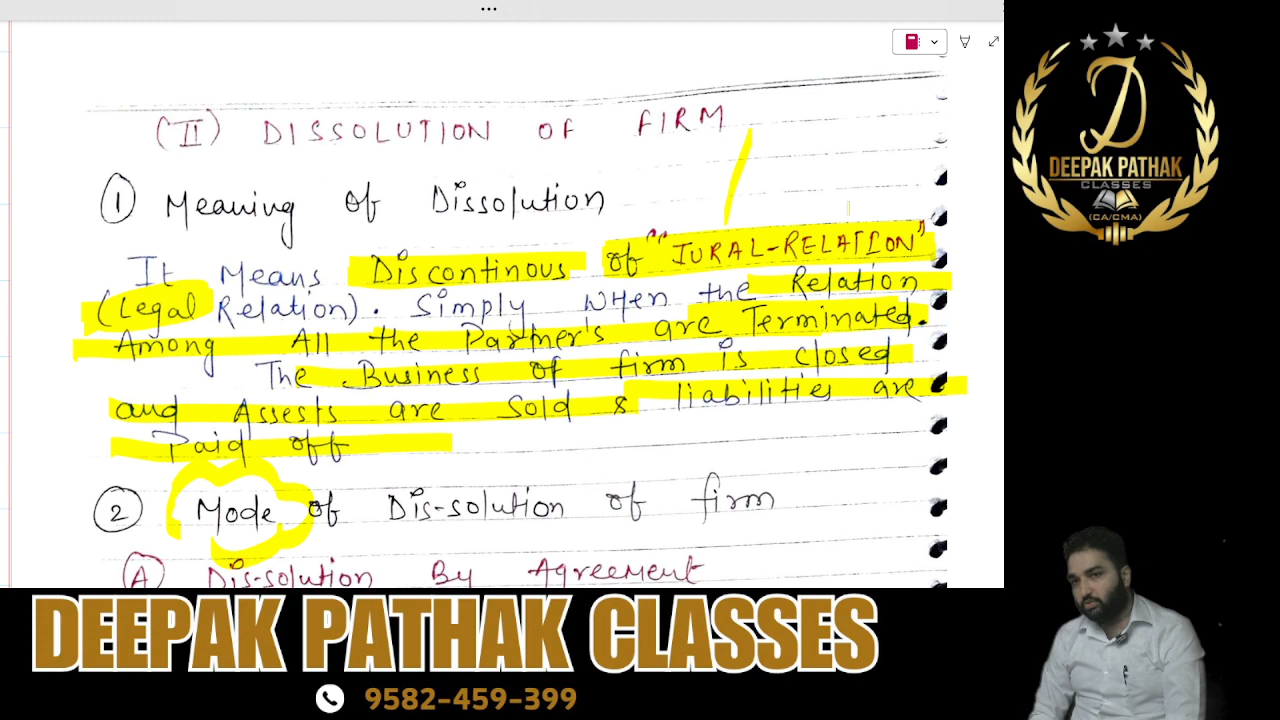 (II) DISSOLUTION OF FIRM
① Meaning of Dissolution
It Means Discontinous of "JURAL-RELATION"
(Legal Relation). Simply when the Relation
Among All the Partner's are Terminated.
The Business of firm is closed
and Assests are sold & liabilities are
Paid off
② Mode of Dis-solution of firm
Ⓐ Dis-solution By Agreement
D
DEEPAK PATHAK
CLASSES
(CA/CMA)
DEEPAK PATHAK CLASSES
9582-459-399